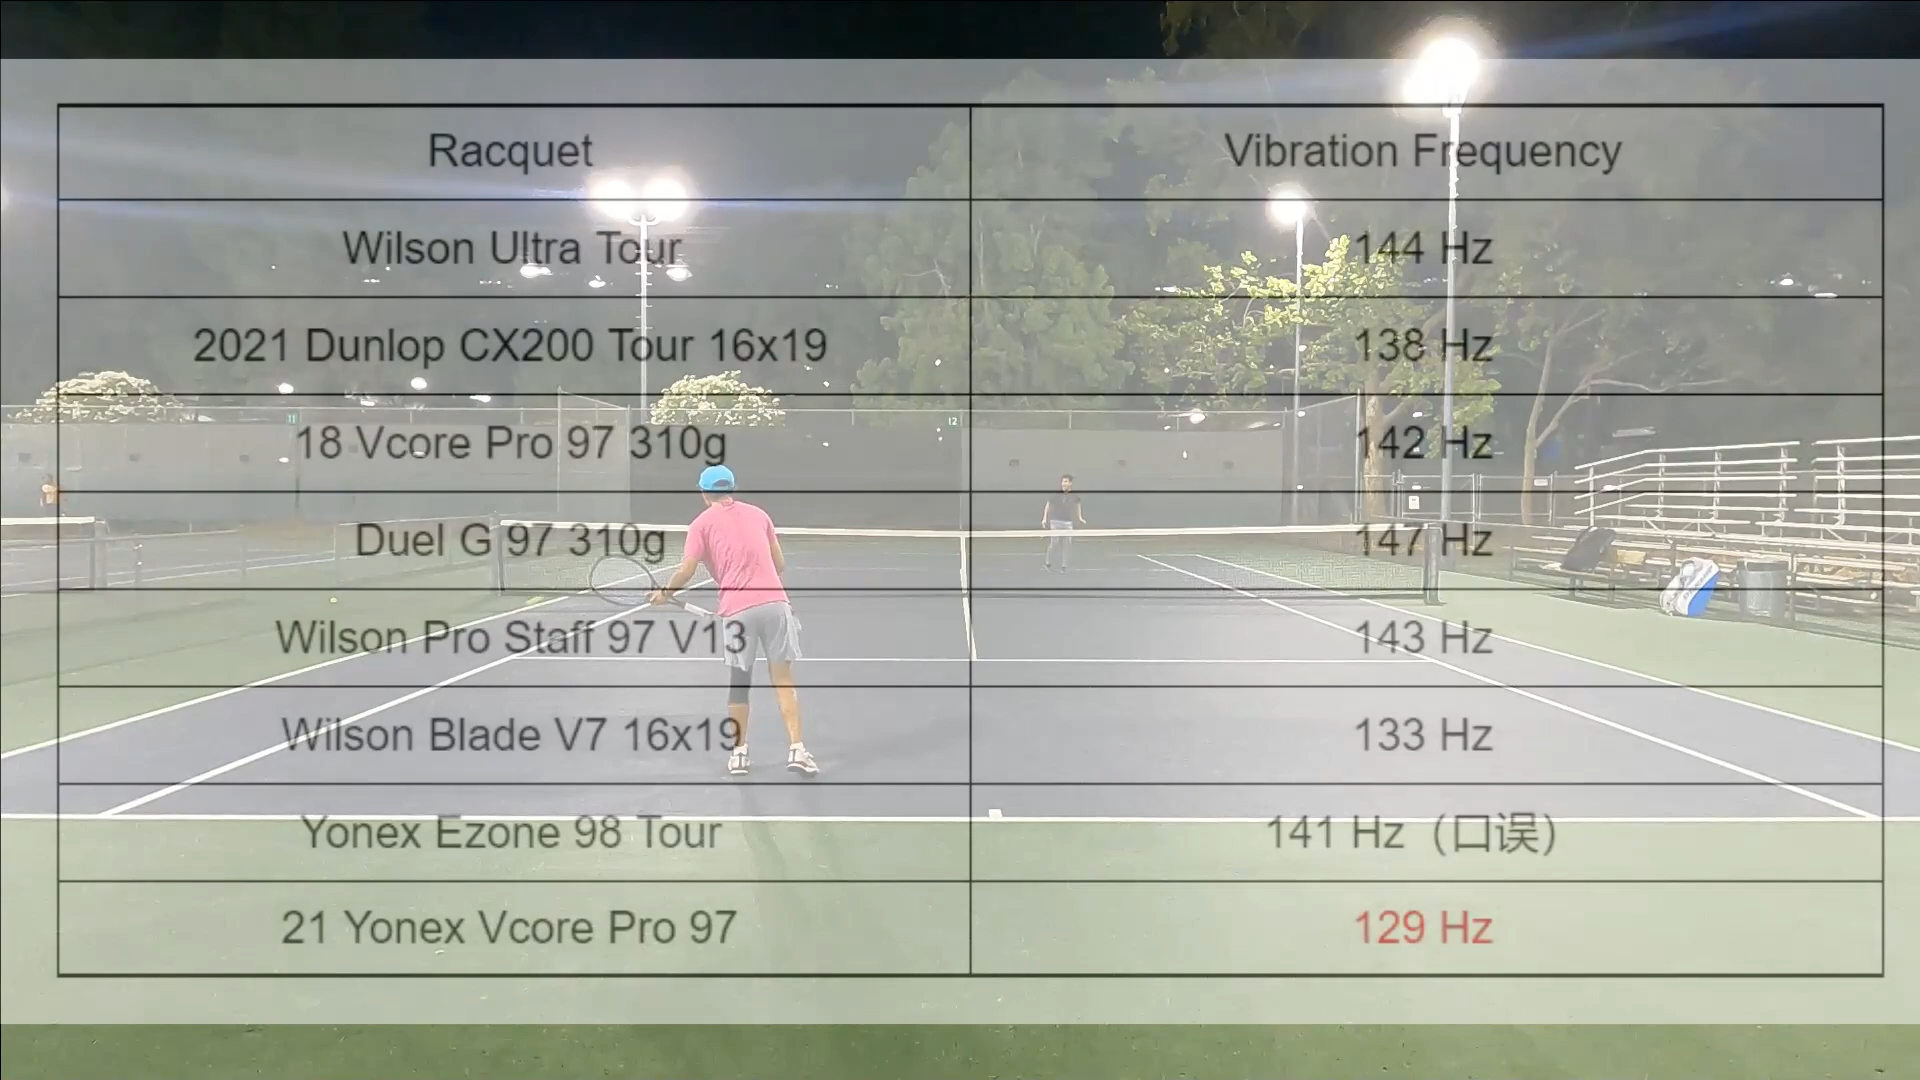 Racquet Vibration Frequency
Wilson Ultra Tour 144 Hz
2021 Dunlop CX200 Tour 16x19 138 Hz
18 Vcore Pro 97 310g 142 Hz
Duel G 97 310g 147 Hz
Wilson Pro Staff 97 V13 143 Hz
Wilson Blade V7 16x19 133 Hz
Yonex Ezone 98 Tour 141 Hz（口误）
21 Yonex Vcore Pro 97 129 Hz
11
12